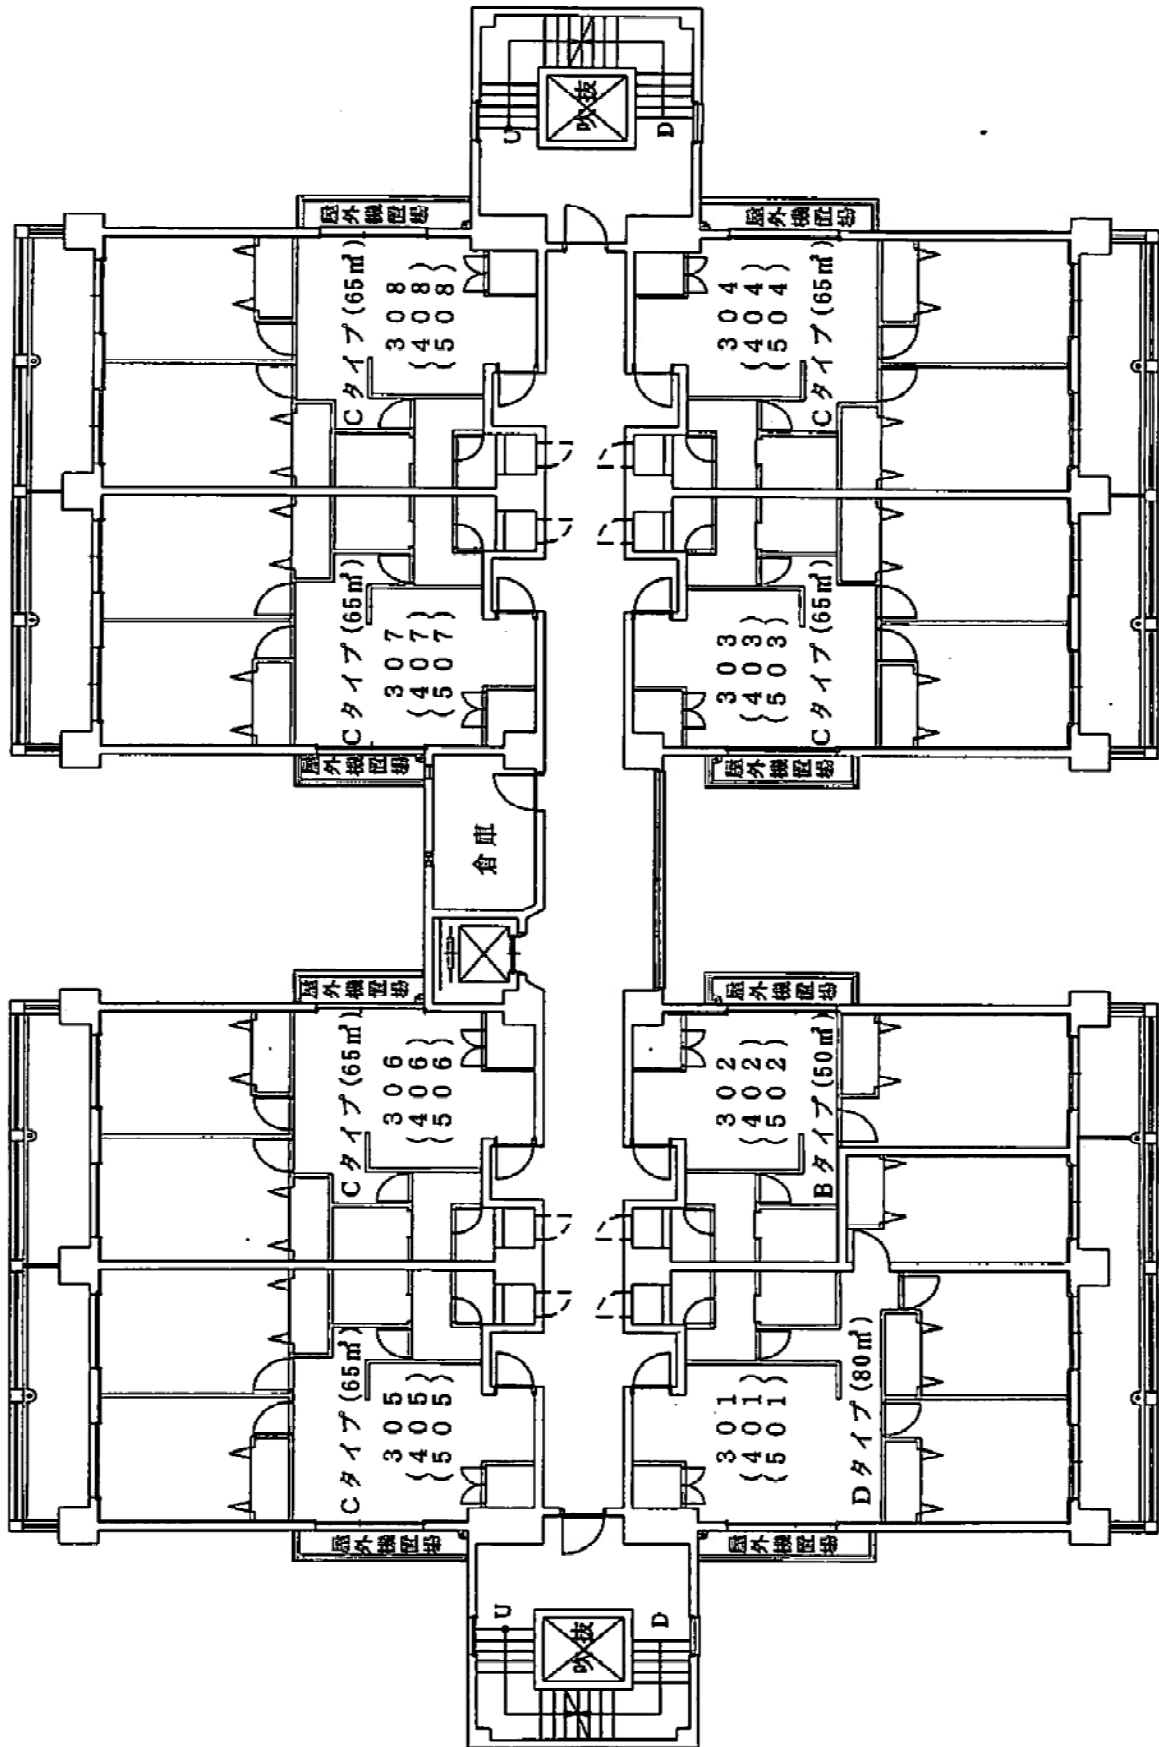 吹抜
U
D
屋外機置場
屋外機置場
Cタイプ(65㎡)
308
(408)
(508)
304
(404)
(504)
Cタイプ(65㎡)
Cタイプ(65㎡)
307
(407)
(507)
303
(403)
(503)
Cタイプ(65㎡)
屋外機置場
屋外機置場
倉庫
屋外機置場
屋外機置場
Cタイプ(65㎡)
306
(406)
(506)
302
(402)
(502)
Bタイプ(50㎡)
Cタイプ(65㎡)
305
(405)
(505)
301
(401)
(501)
Dタイプ(80㎡)
屋外機置場
屋外機置場
U
D
吹抜